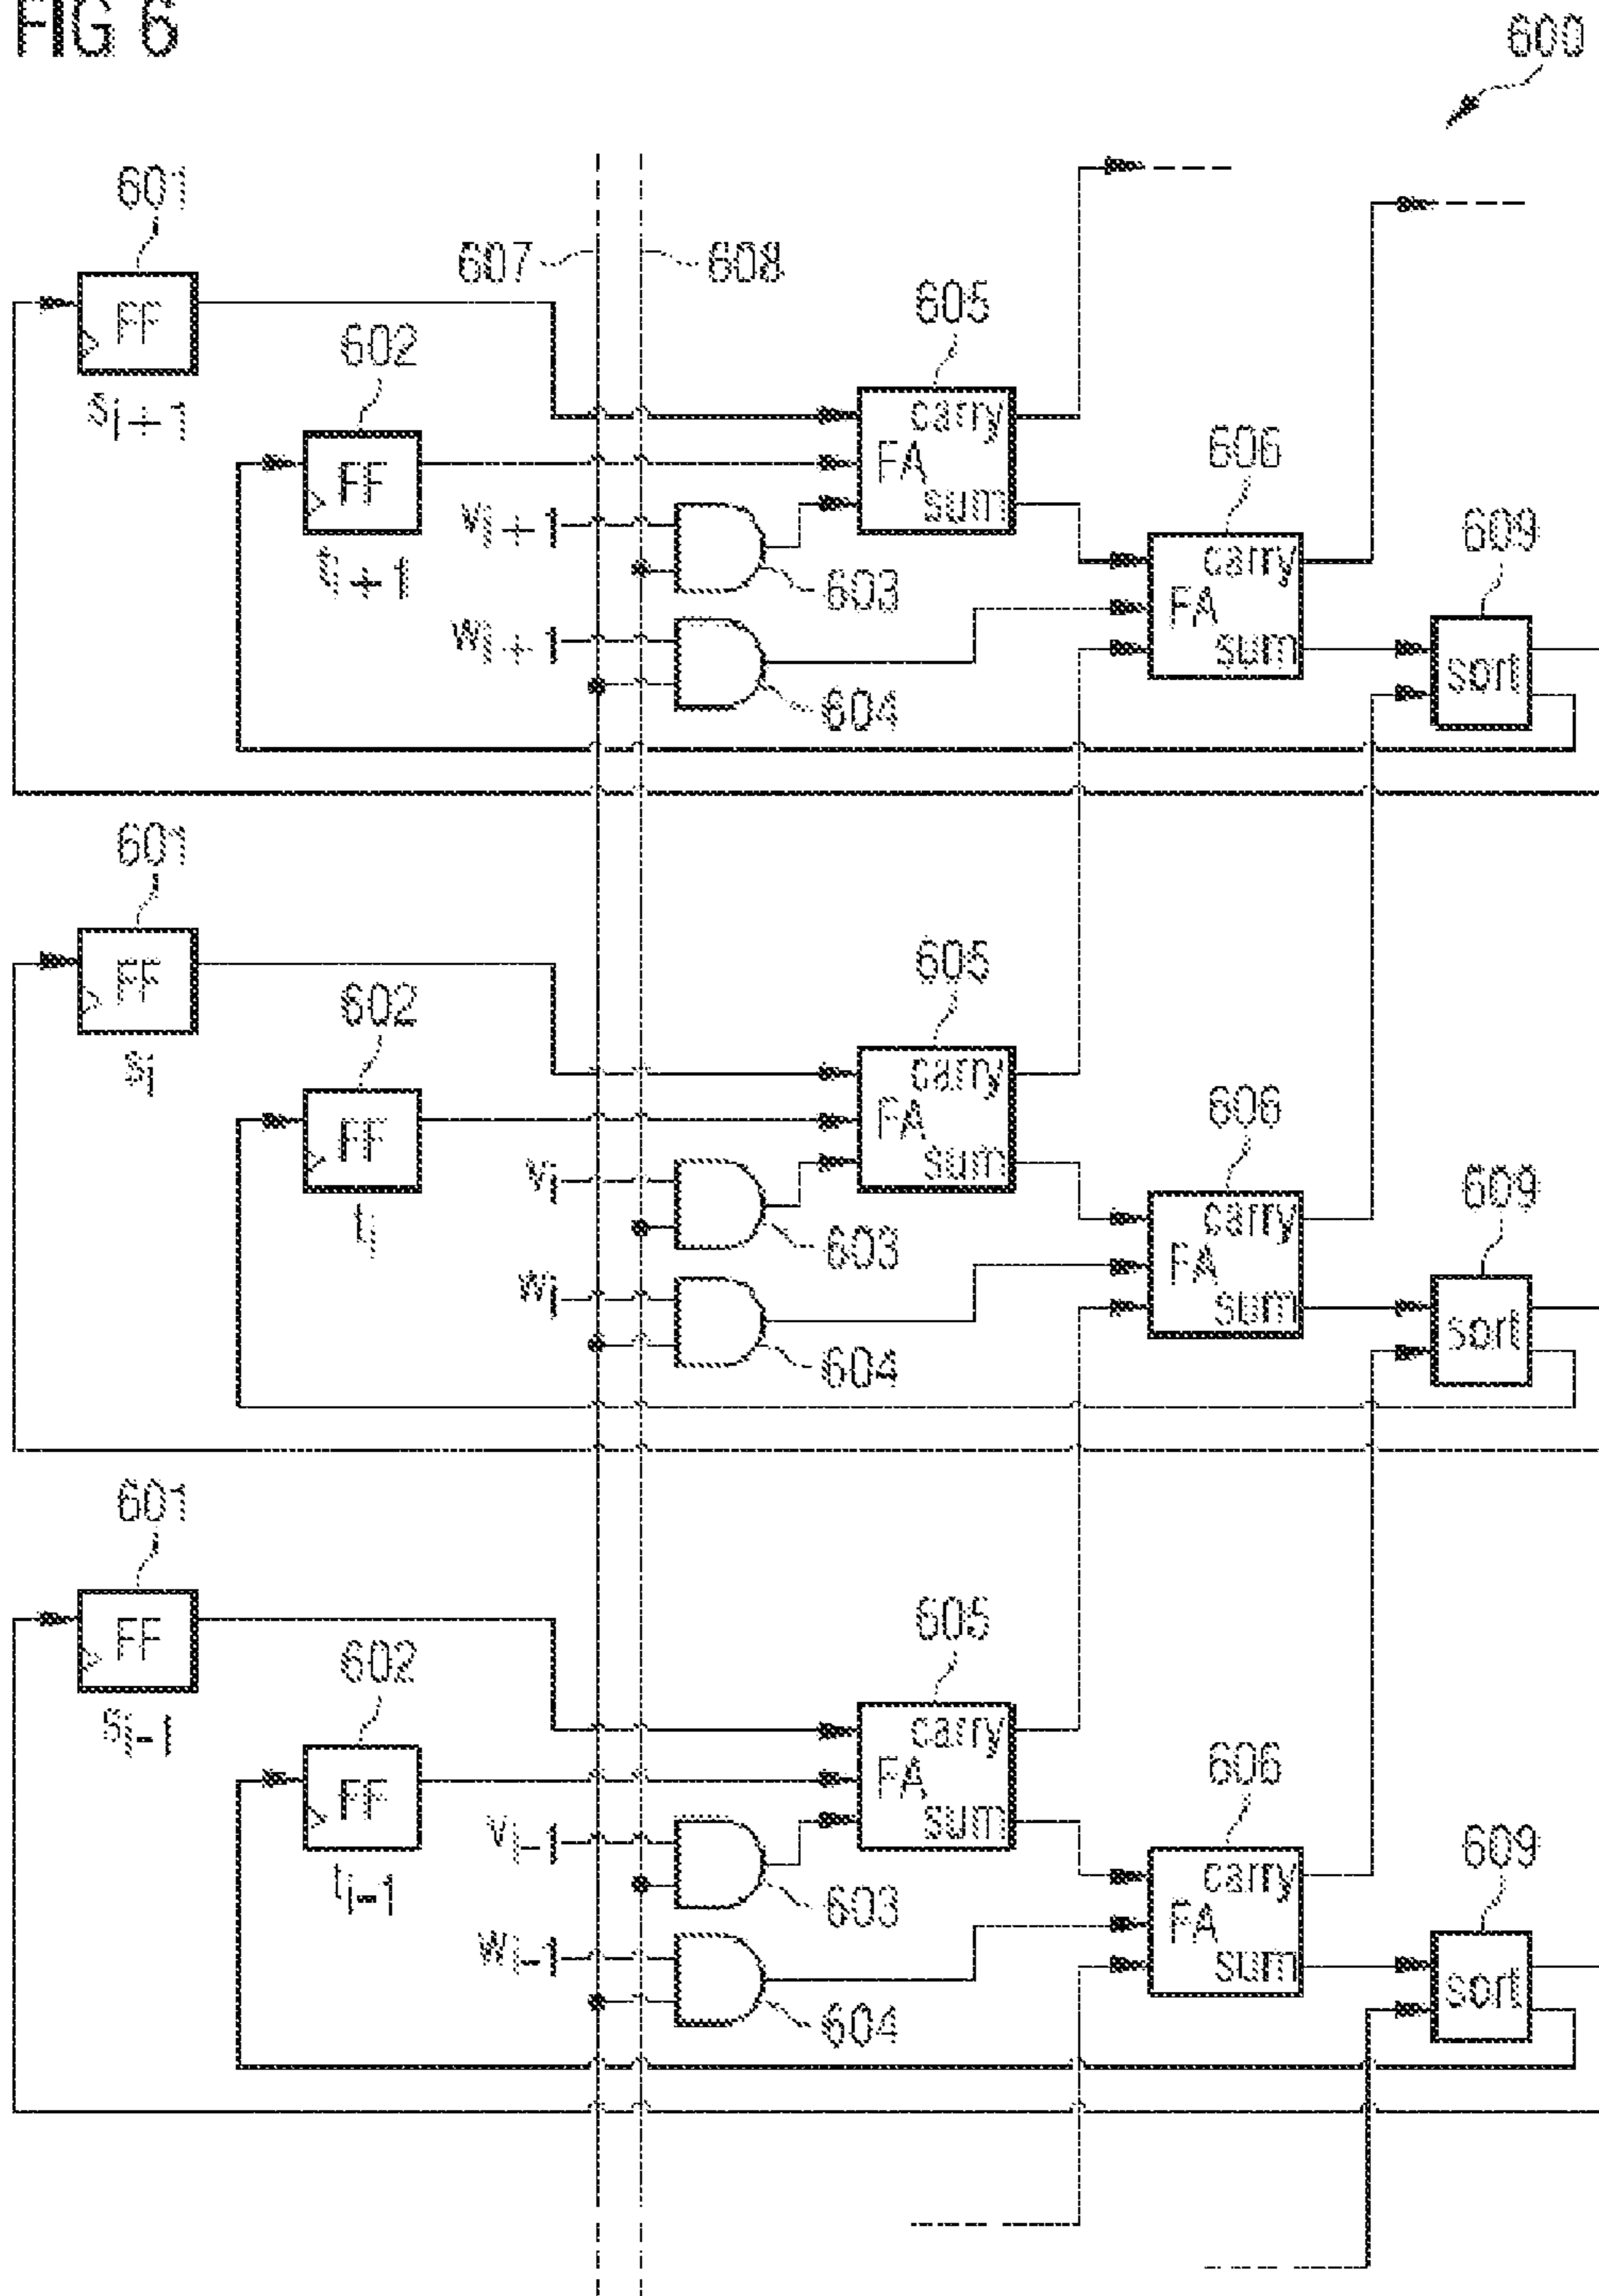 FIG 6
600
601
607
608
FF
602
605
s_{i+1}
carry
FF
FA
606
v_{i+1}
sum
t_{i+1}
carry
609
603
FA
w_{i+1}
sum
sort
604
601
605
FF
602
s_i
carry
FF
FA
606
v_i
sum
t_i
carry
609
603
FA
w_i
sum
sort
604
601
605
FF
602
s_{i-1}
carry
FF
FA
606
v_{i-1}
sum
t_{i-1}
carry
609
603
FA
w_{i-1}
sum
sort
604